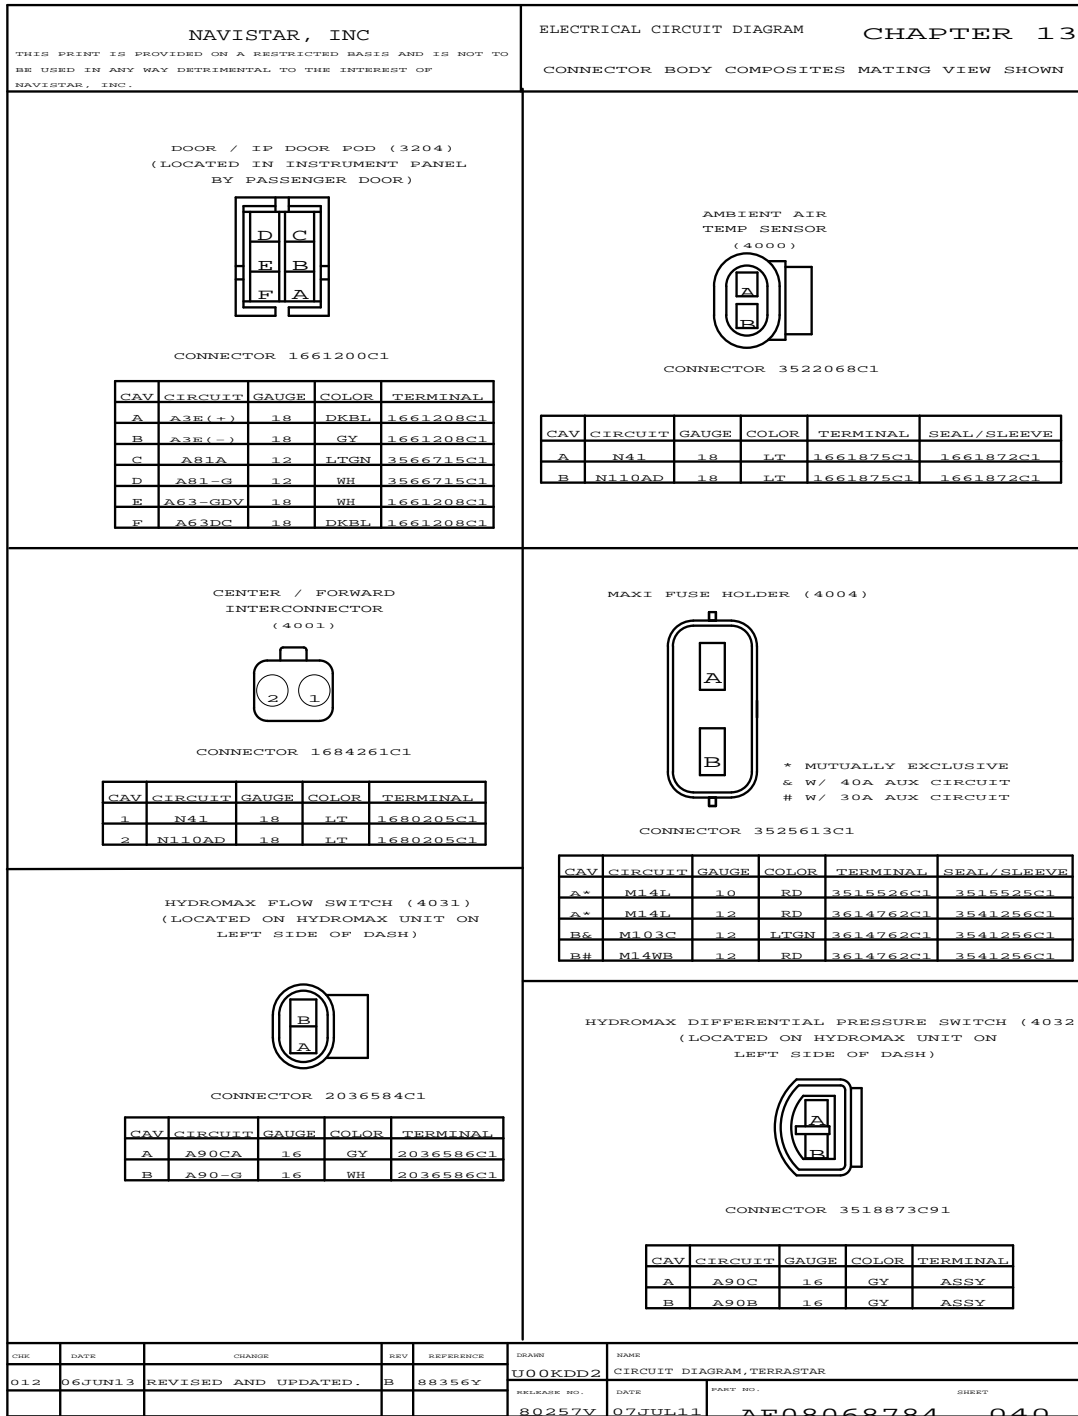 NAVISTAR, INC
THIS PRINT IS PROVIDED ON A RESTRICTED BASIS AND IS NOT TO
BE USED IN ANY WAY DETRIMENTAL TO THE INTEREST OF
NAVISTAR, INC.
ELECTRICAL CIRCUIT DIAGRAM CHAPTER 13
CONNECTOR BODY COMPOSITES MATING VIEW SHOWN
DOOR / IP DOOR POD (3204)
(LOCATED IN INSTRUMENT PANEL
BY PASSENGER DOOR)
D C
E B
F A
CONNECTOR 1661200C1
CAV CIRCUIT GAUGE COLOR TERMINAL
A A3E(+) 18 DKBL 1661208C1
B A3E(-) 18 GY 1661208C1
C A81A 12 LTGN 3566715C1
D A81-G 12 WH 3566715C1
E A63-GDV 18 WH 1661208C1
F A63DC 18 DKBL 1661208C1
AMBIENT AIR
TEMP SENSOR
(4000)
A
B
CONNECTOR 3522068C1
CAV CIRCUIT GAUGE COLOR TERMINAL SEAL/SLEEVE
A N41 18 LT 1661875C1 1661872C1
B N110AD 18 LT 1661875C1 1661872C1
CENTER / FORWARD
INTERCONNECTOR
(4001)
2 1
CONNECTOR 1684261C1
CAV CIRCUIT GAUGE COLOR TERMINAL
1 N41 18 LT 1680205C1
2 N110AD 18 LT 1680205C1
MAXI FUSE HOLDER (4004)
A
B
* MUTUALLY EXCLUSIVE
& W/ 40A AUX CIRCUIT
# W/ 30A AUX CIRCUIT
CONNECTOR 3525613C1
CAV CIRCUIT GAUGE COLOR TERMINAL SEAL/SLEEVE
A* M14L 10 RD 3515526C1 3515525C1
A* M14L 12 RD 3614762C1 3541256C1
B& M103C 12 LTGN 3614762C1 3541256C1
B# M14WB 12 RD 3614762C1 3541256C1
HYDROMAX FLOW SWITCH (4031)
(LOCATED ON HYDROMAX UNIT ON
LEFT SIDE OF DASH)
B
A
CONNECTOR 2036584C1
CAV CIRCUIT GAUGE COLOR TERMINAL
A A90CA 16 GY 2036586C1
B A90-G 16 WH 2036586C1
HYDROMAX DIFFERENTIAL PRESSURE SWITCH (4032
(LOCATED ON HYDROMAX UNIT ON
LEFT SIDE OF DASH)
A
B
CONNECTOR 3518873C91
CAV CIRCUIT GAUGE COLOR TERMINAL
A A90C 16 GY ASSY
B A90B 16 GY ASSY
CHK DATE CHANGE REV REFERENCE
012 06JUN13 REVISED AND UPDATED. B 88356Y
DRAWN NAME
U00KDD2 CIRCUIT DIAGRAM,TERRASTAR
RELEASE NO. DATE PART NO. SHEET
80257V 07JUL11 AE08068784 040